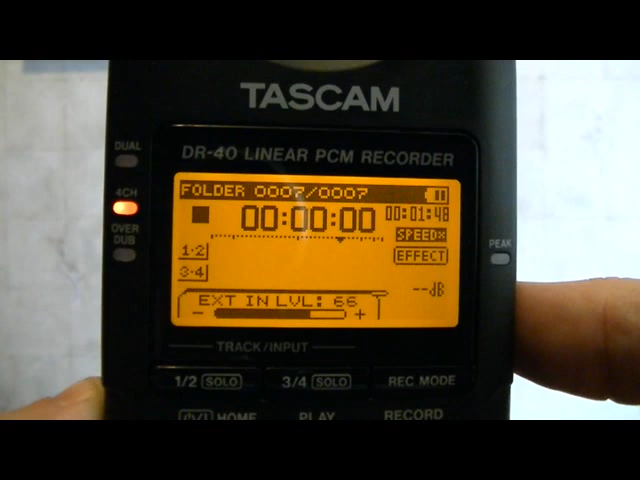 TASCAM
DR-40 LINEAR PCM RECORDER
DUAL
4CH
OVER
DUB
PEAK
FOLDER 0007/0007
00:00:00 00:01:48
SPEEDx
EFFECT
1-2
3-4
--dB
EXT IN LVL: 66
- +
TRACK/INPUT
1/2 SOLO 3/4 SOLO REC MODE
HOME PLAY RECORD